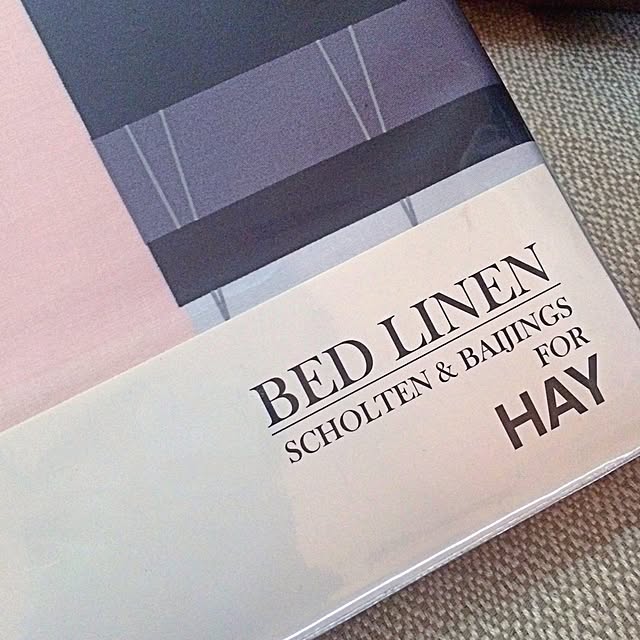 BED LINEN
SCHOLTEN & BAIJINGS
FOR
HAY